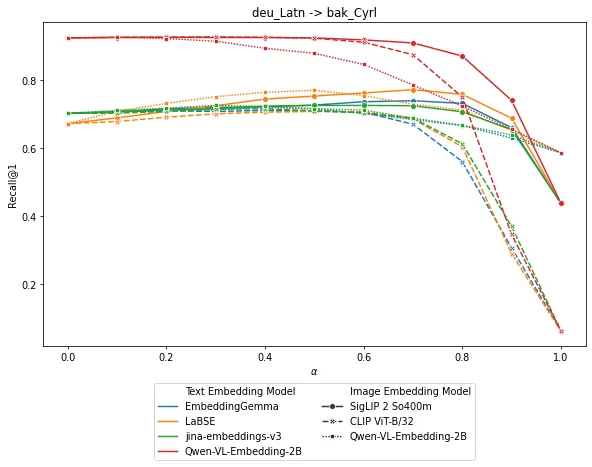 deu_Latn -> bak_Cyrl
Recall@1
0.8
0.6
0.4
0.2
0.0 0.2 0.4 0.6 0.8 1.0
α
Text Embedding Model
EmbeddingGemma
LaBSE
jina-embeddings-v3
Qwen-VL-Embedding-2B
Image Embedding Model
SigLIP 2 So400m
CLIP ViT-B/32
Qwen-VL-Embedding-2B